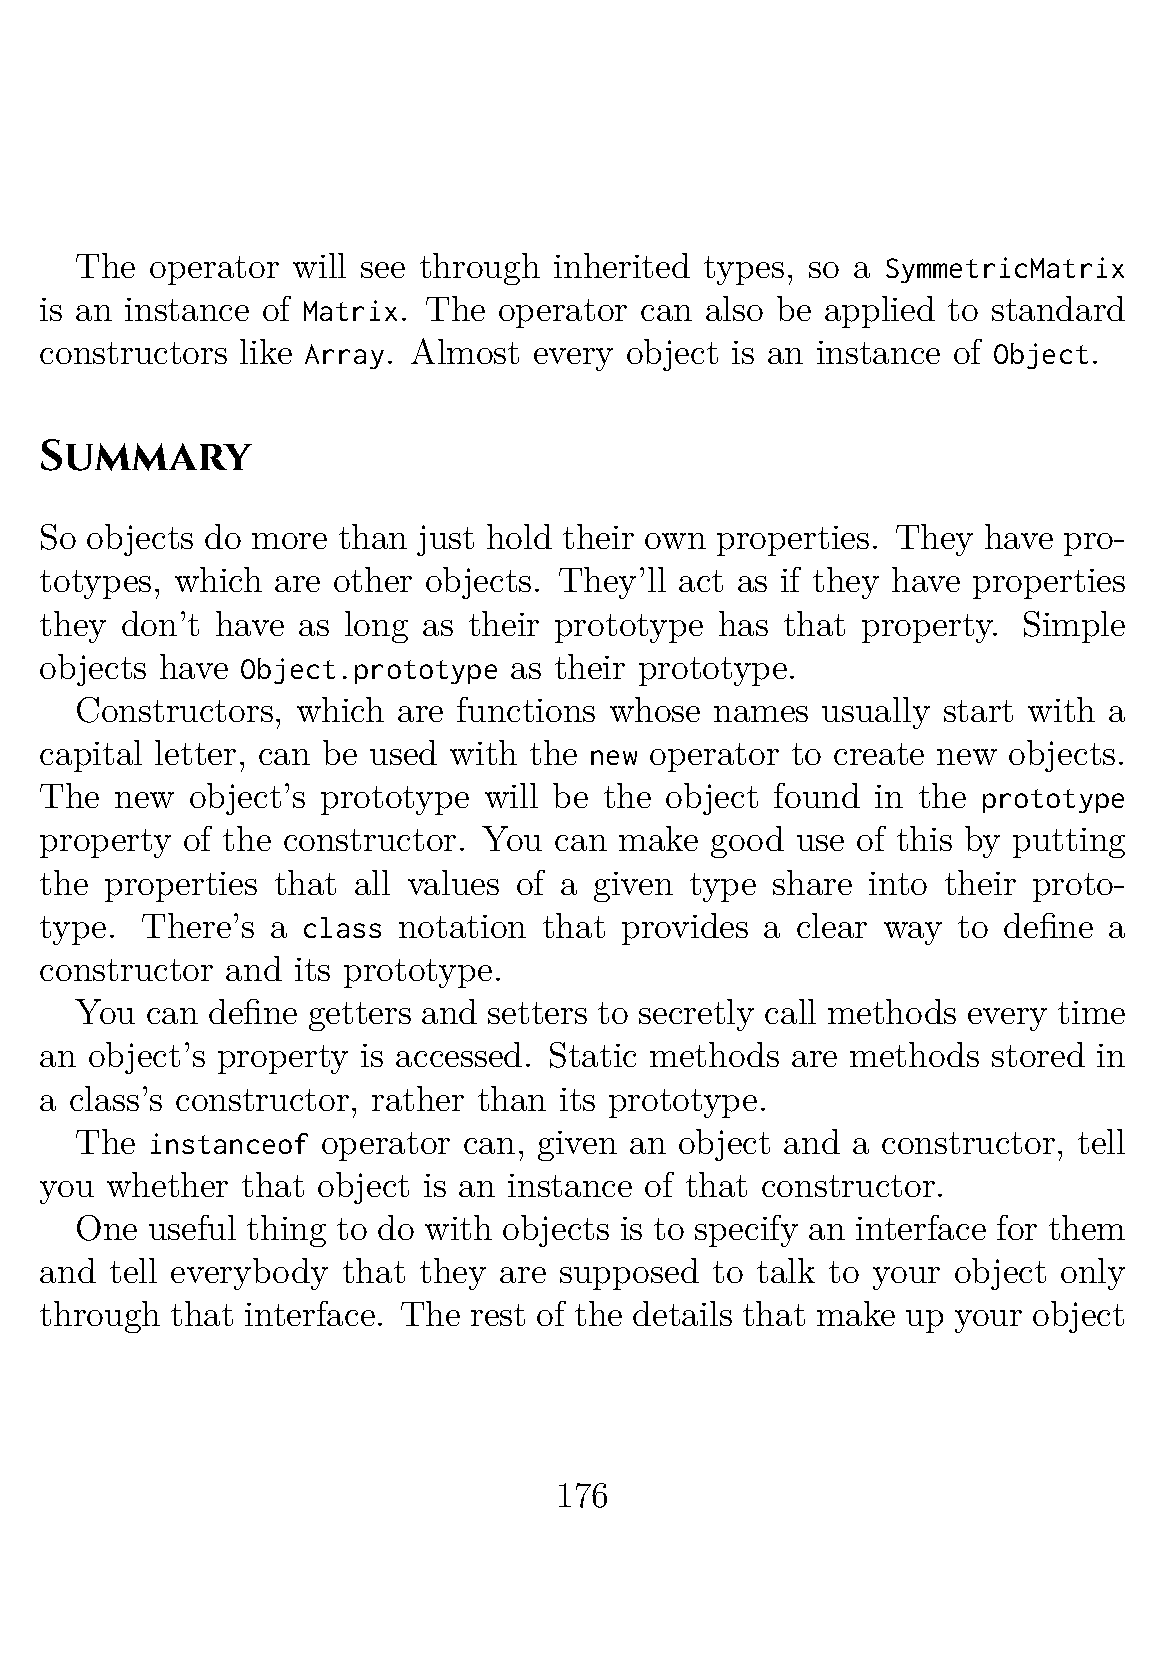 The operator will see through inherited types, so a SymmetricMatrix
is an instance of Matrix. The operator can also be applied to standard
constructors like Array. Almost every object is an instance of Object.
Summary
So objects do more than just hold their own properties. They have pro-
totypes, which are other objects. They'll act as if they have properties
they don't have as long as their prototype has that property. Simple
objects have Object.prototype as their prototype.
Constructors, which are functions whose names usually start with a
capital letter, can be used with the new operator to create new objects.
The new object's prototype will be the object found in the prototype
property of the constructor. You can make good use of this by putting
the properties that all values of a given type share into their proto-
type. There's a class notation that provides a clear way to define a
constructor and its prototype.
You can define getters and setters to secretly call methods every time
an object's property is accessed. Static methods are methods stored in
a class's constructor, rather than its prototype.
The instanceof operator can, given an object and a constructor, tell
you whether that object is an instance of that constructor.
One useful thing to do with objects is to specify an interface for them
and tell everybody that they are supposed to talk to your object only
through that interface. The rest of the details that make up your object
176